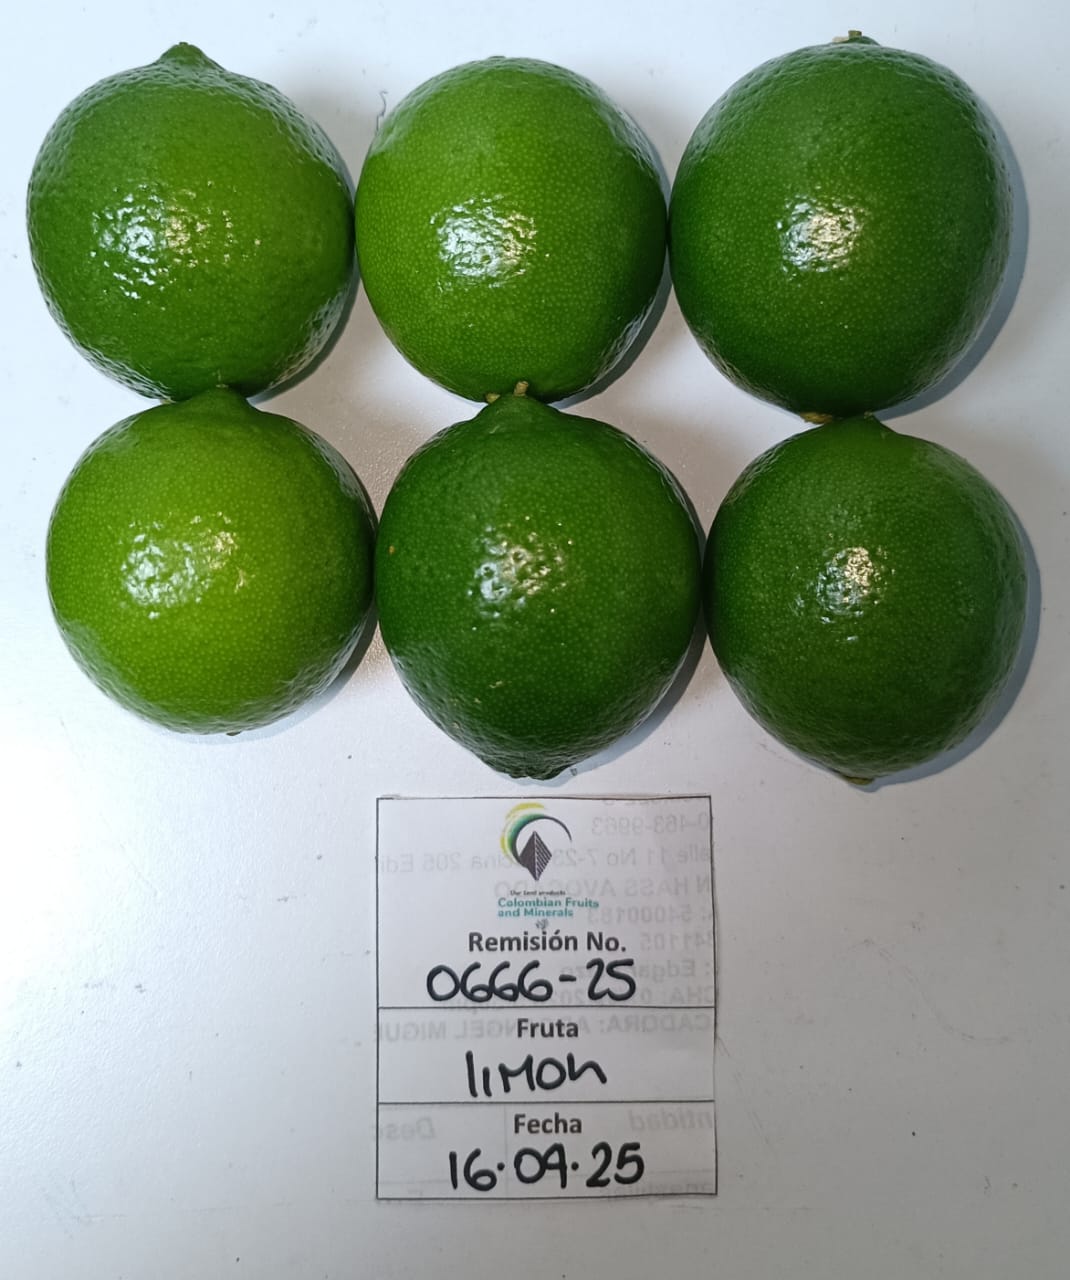 Our best products
Colombian Fruits
and Minerals
Remisión No.
0666-25
Fruta
limon
Fecha
16.09.25